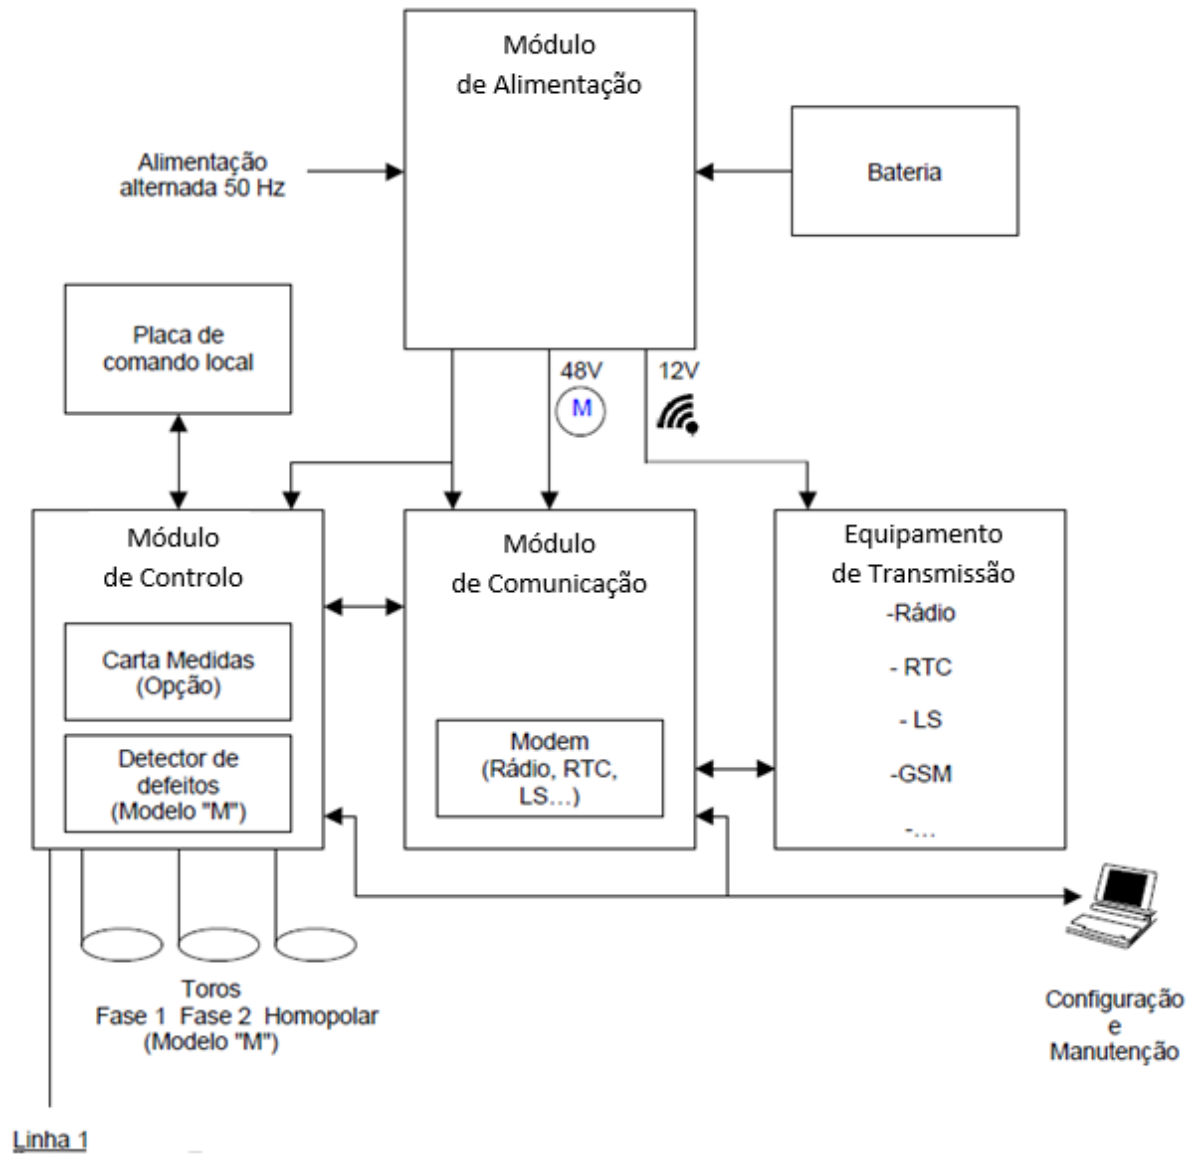 Módulo
de Alimentação
Alimentação
alternada 50 Hz
Bateria
Placa de
comando local
48V
M
12V
Módulo
de Controlo
Carta Medidas
(Opção)
Detector de
defeitos
(Modelo "M")
Módulo
de Comunicação
Modem
(Rádio, RTC,
LS...)
Equipamento
de Transmissão
-Rádio
- RTC
- LS
-GSM
-...
Toros
Fase 1 Fase 2 Homopolar
(Modelo "M")
Configuração
e
Manutenção
Linha 1